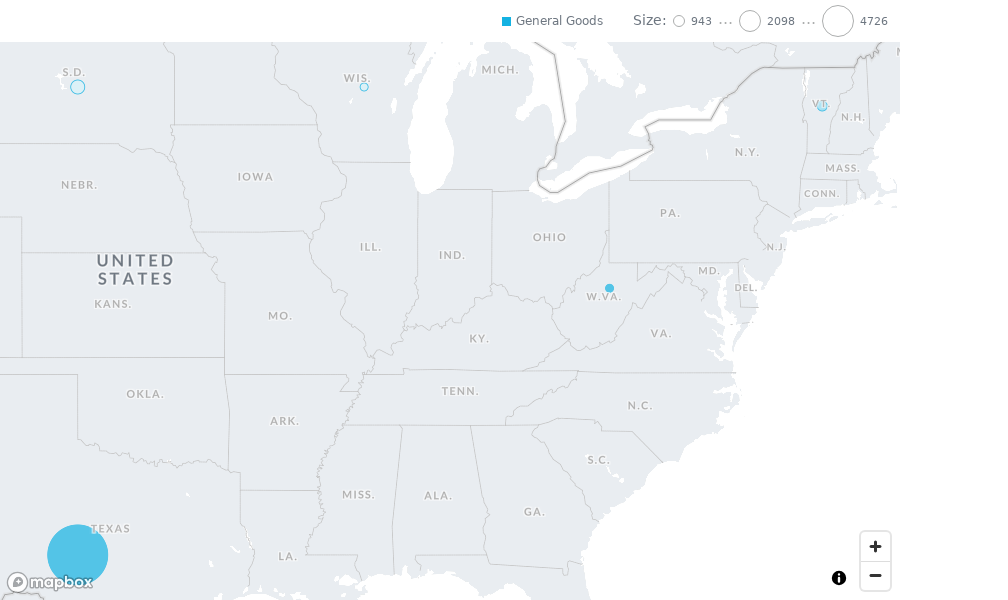 General Goods
Size: 943 ... 2098 ... 4726
S.D.
WIS.
MICH.
VT.
N.H.
N.Y.
MASS.
CONN.
NEBR.
IOWA
PA.
ILL.
IND.
OHIO
N.J.
UNITED
STATES
MD.
DEL.
KANS.
W.VA.
MO.
VA.
KY.
OKLA.
TENN.
ARK.
N.C.
S.C.
MISS.
ALA.
GA.
TEXAS
LA.
mapbox